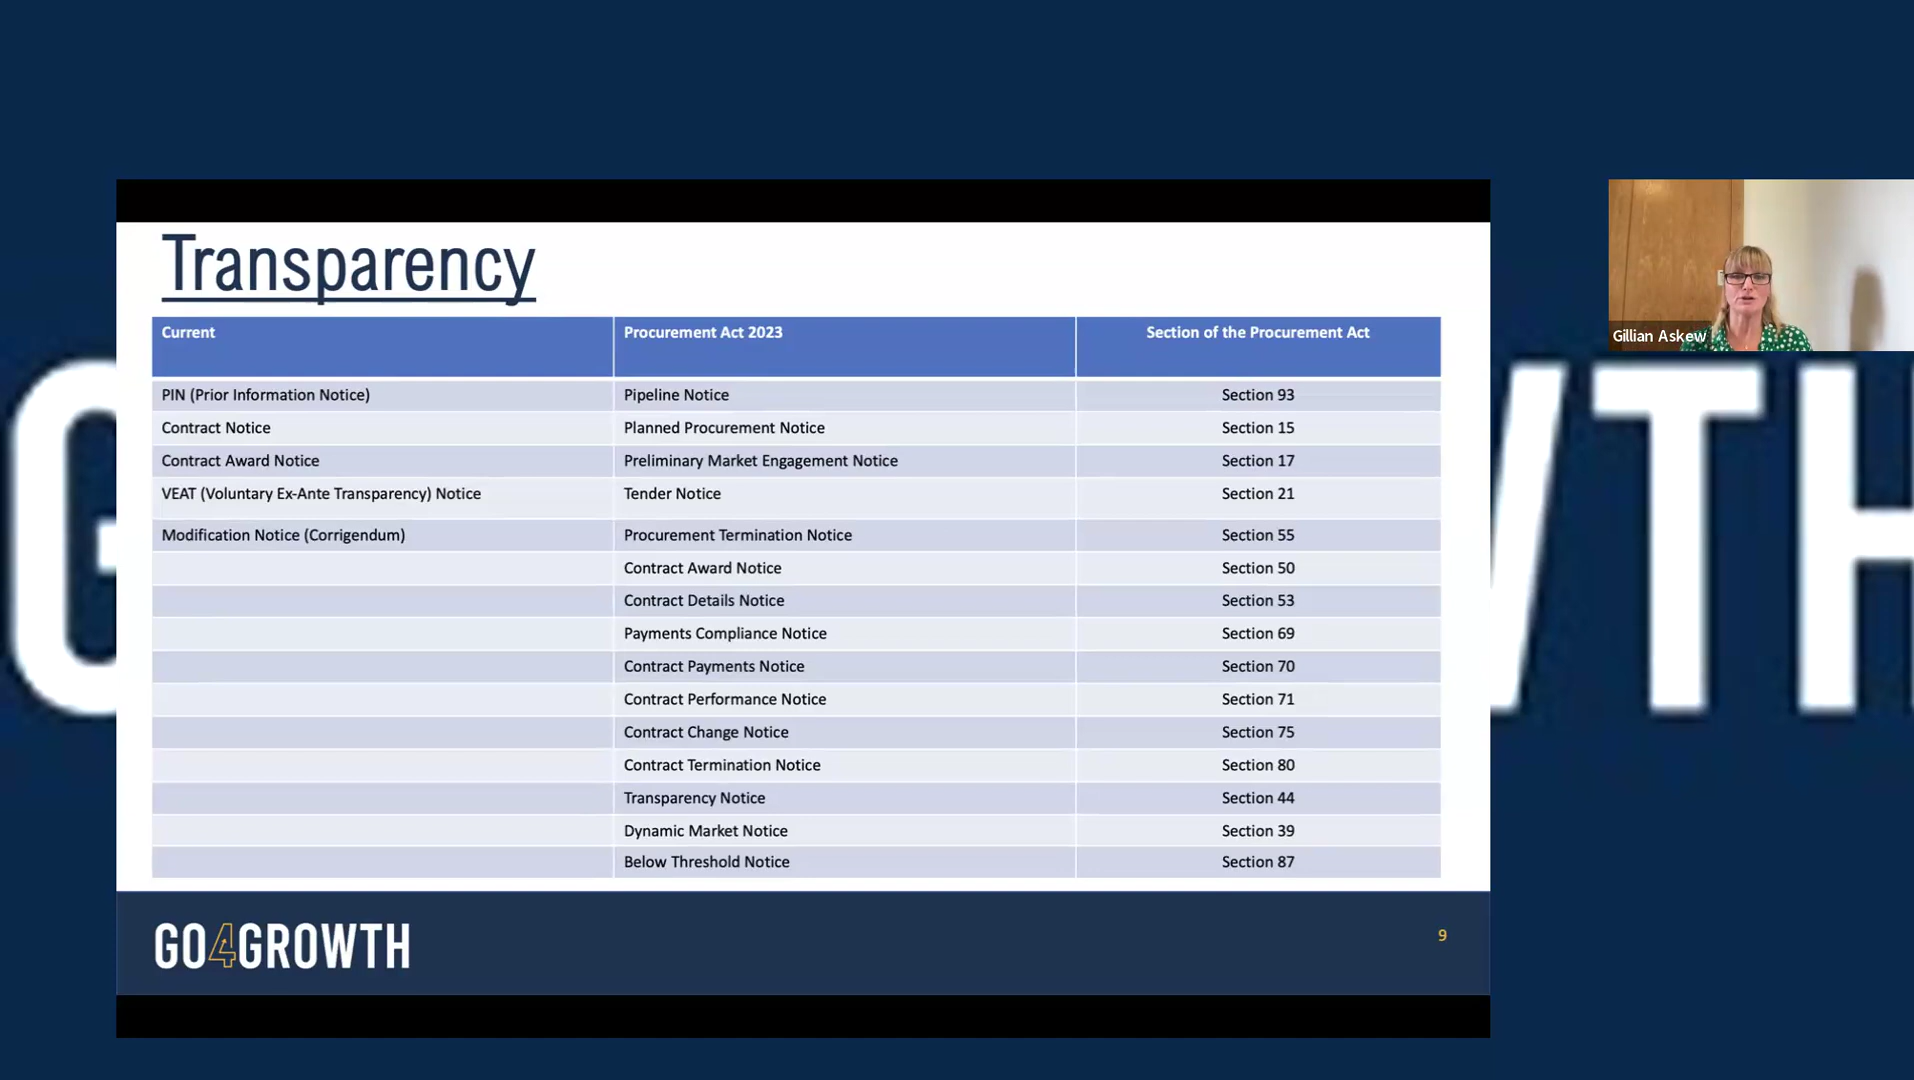 Transparency
Current Procurement Act 2023 Section of the Procurement Act
PIN (Prior Information Notice) Pipeline Notice Section 93
Contract Notice Planned Procurement Notice Section 15
Contract Award Notice Preliminary Market Engagement Notice Section 17
VEAT (Voluntary Ex-Ante Transparency) Notice Tender Notice Section 21
Modification Notice (Corrigendum) Procurement Termination Notice Section 55
Contract Award Notice Section 50
Contract Details Notice Section 53
Payments Compliance Notice Section 69
Contract Payments Notice Section 70
Contract Performance Notice Section 71
Contract Change Notice Section 75
Contract Termination Notice Section 80
Transparency Notice Section 44
Dynamic Market Notice Section 39
Below Threshold Notice Section 87
GO4GROWTH
9
Gillian Askew
G WTH